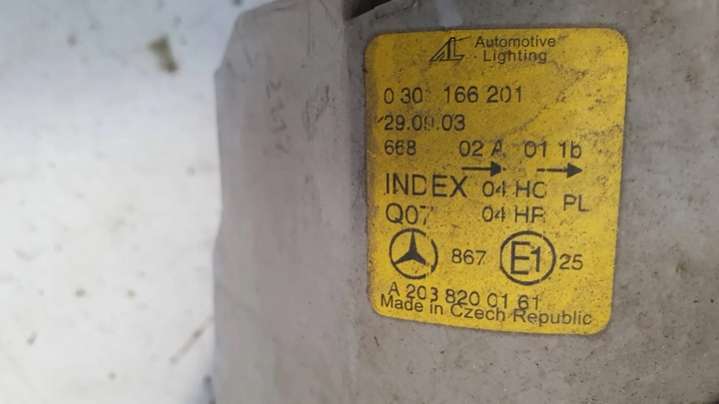 AL Automotive
Lighting
0 30 166 201
29.09.03
668 02 A 01 1b
INDEX 04 HC PL
Q07 04 HR
867 E1 25
A 203 820 01 61
Made in Czech Republic